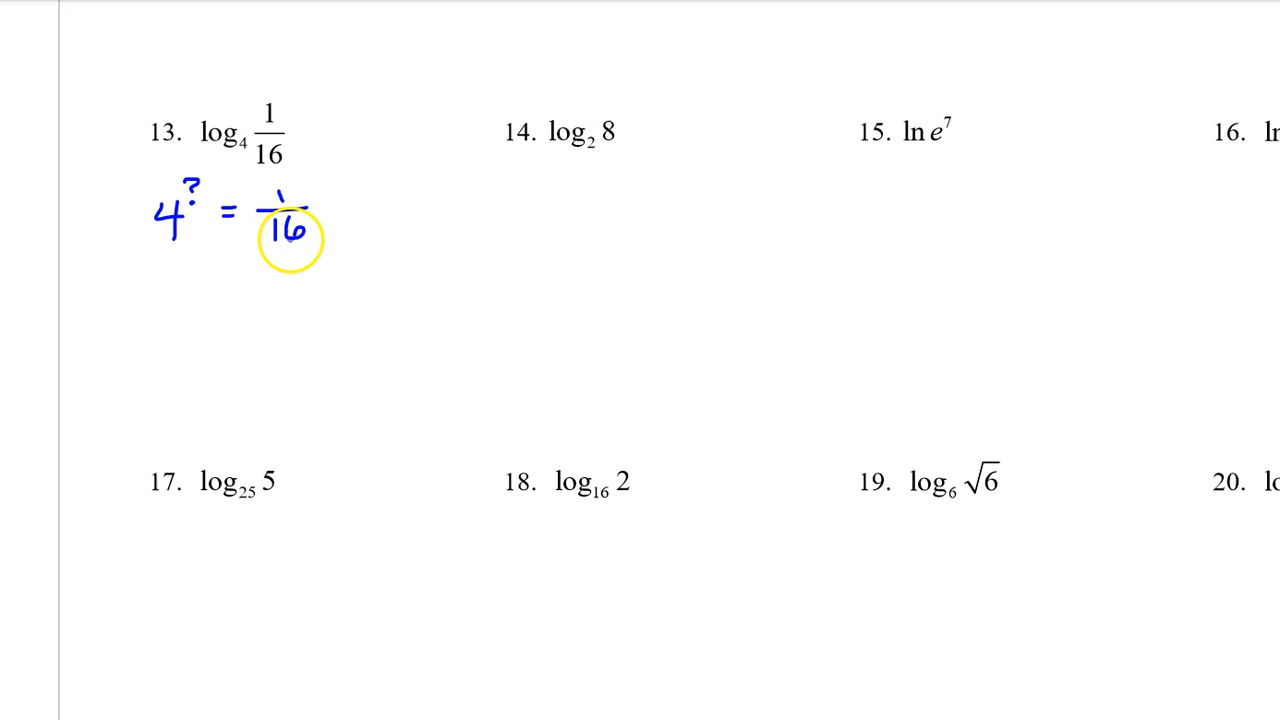 13. log₄ 1/16 14. log₂ 8 15. ln e⁷ 16. ln
4^? = 1/16
17. log₂₅ 5 18. log₁₆ 2 19. log₆ √6 20. lo